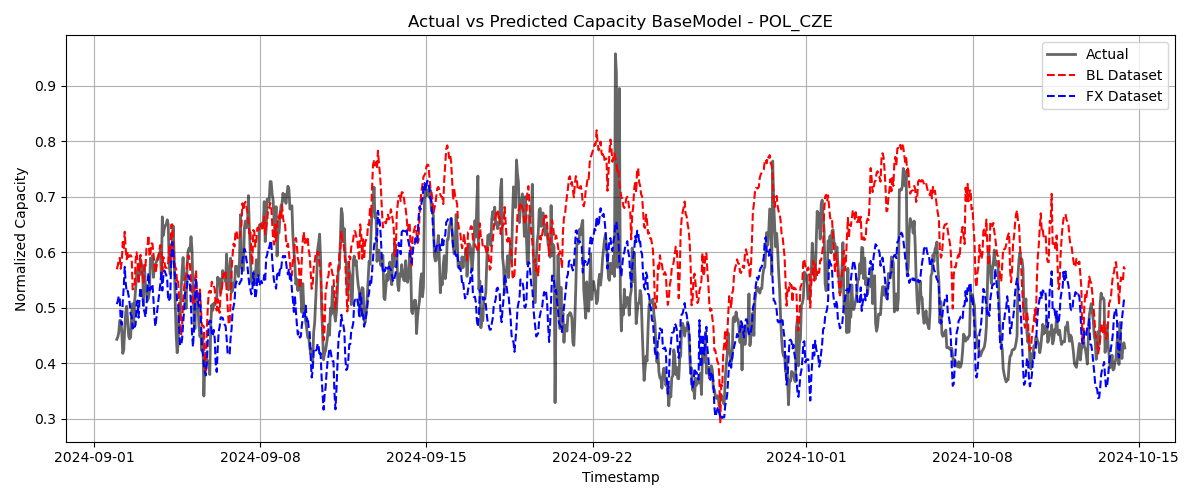 Actual vs Predicted Capacity BaseModel - POL_CZE
Actual
BL Dataset
FX Dataset
Normalized Capacity
0.9
0.8
0.7
0.6
0.5
0.4
0.3
2024-09-01 2024-09-08 2024-09-15 2024-09-22 2024-10-01 2024-10-08 2024-10-15
Timestamp